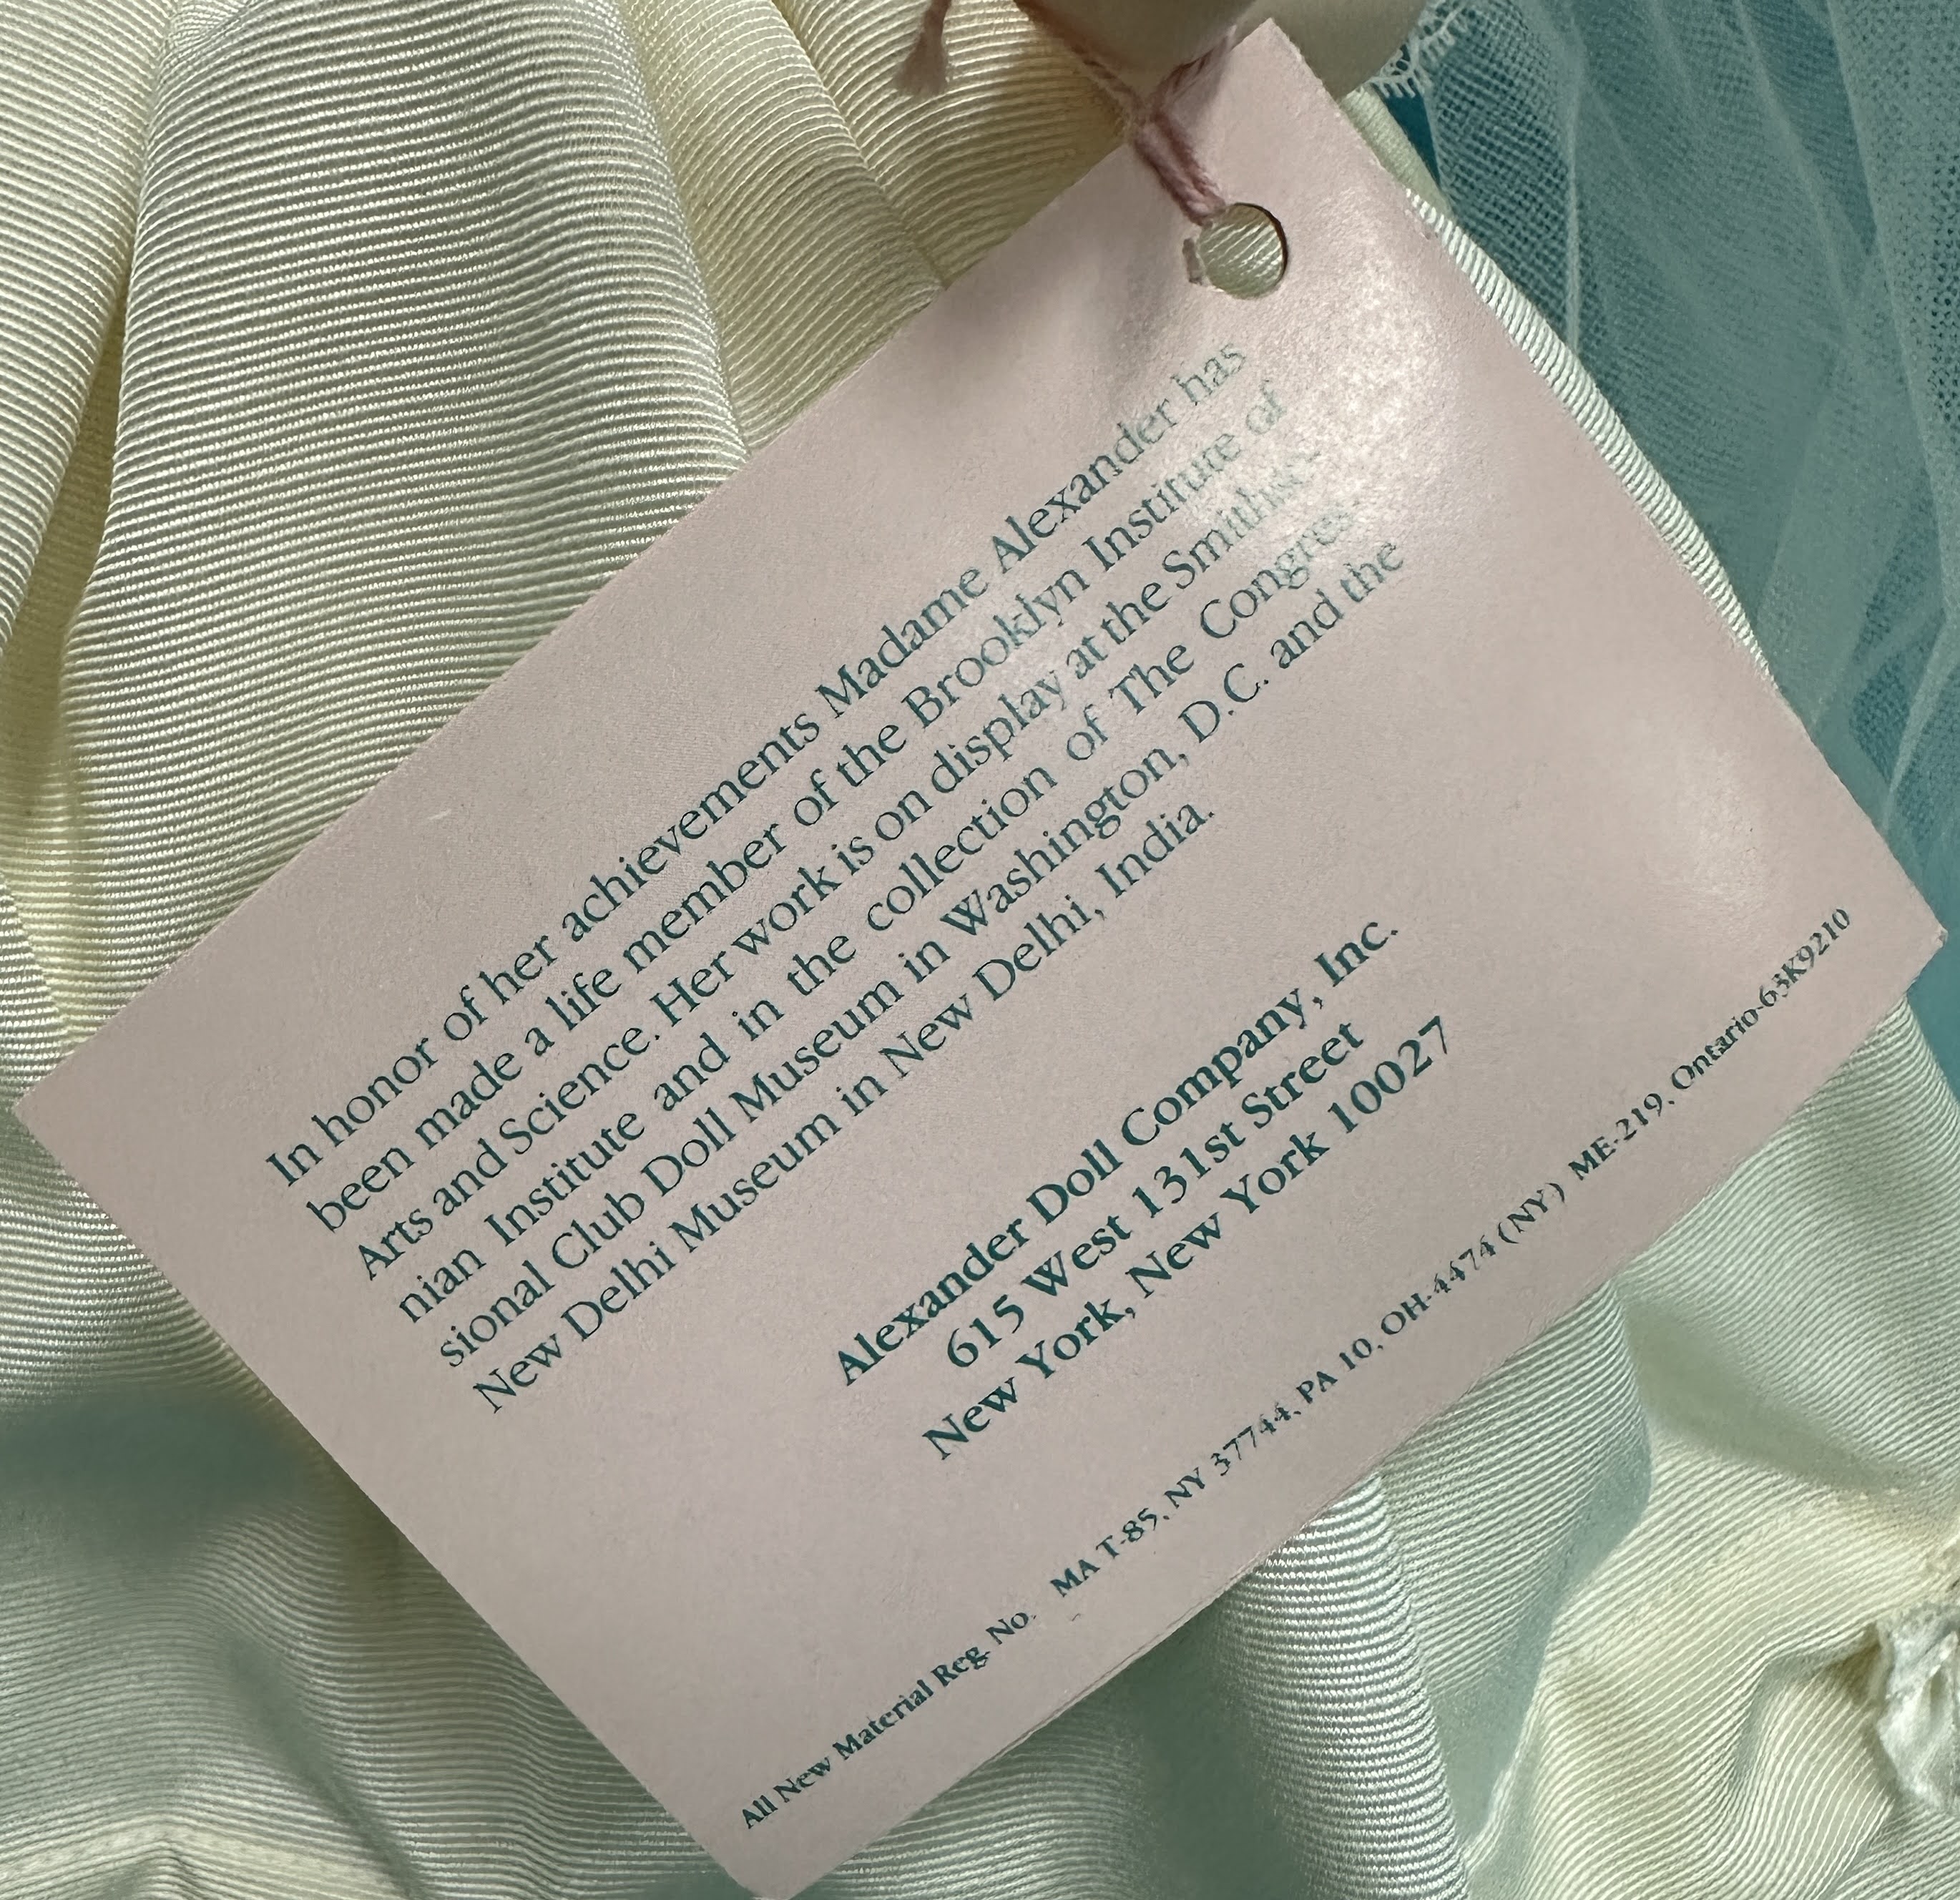 In honor of her achievements Madame Alexander has
been made a life member of the Brooklyn Institute of
Arts and Science. Her work is on display at the Smithso-
nian Institute and in the collection of The Congres-
sional Club Doll Museum in Washington, D.C. and the
New Delhi Museum in New Delhi, India.
Alexander Doll Company, Inc.
615 West 131st Street
New York, New York 10027
All New Material Reg. No. MA T-85, NY 37744, PA 10, OH-4474 (NY) ME-219, Ontario-63K9210